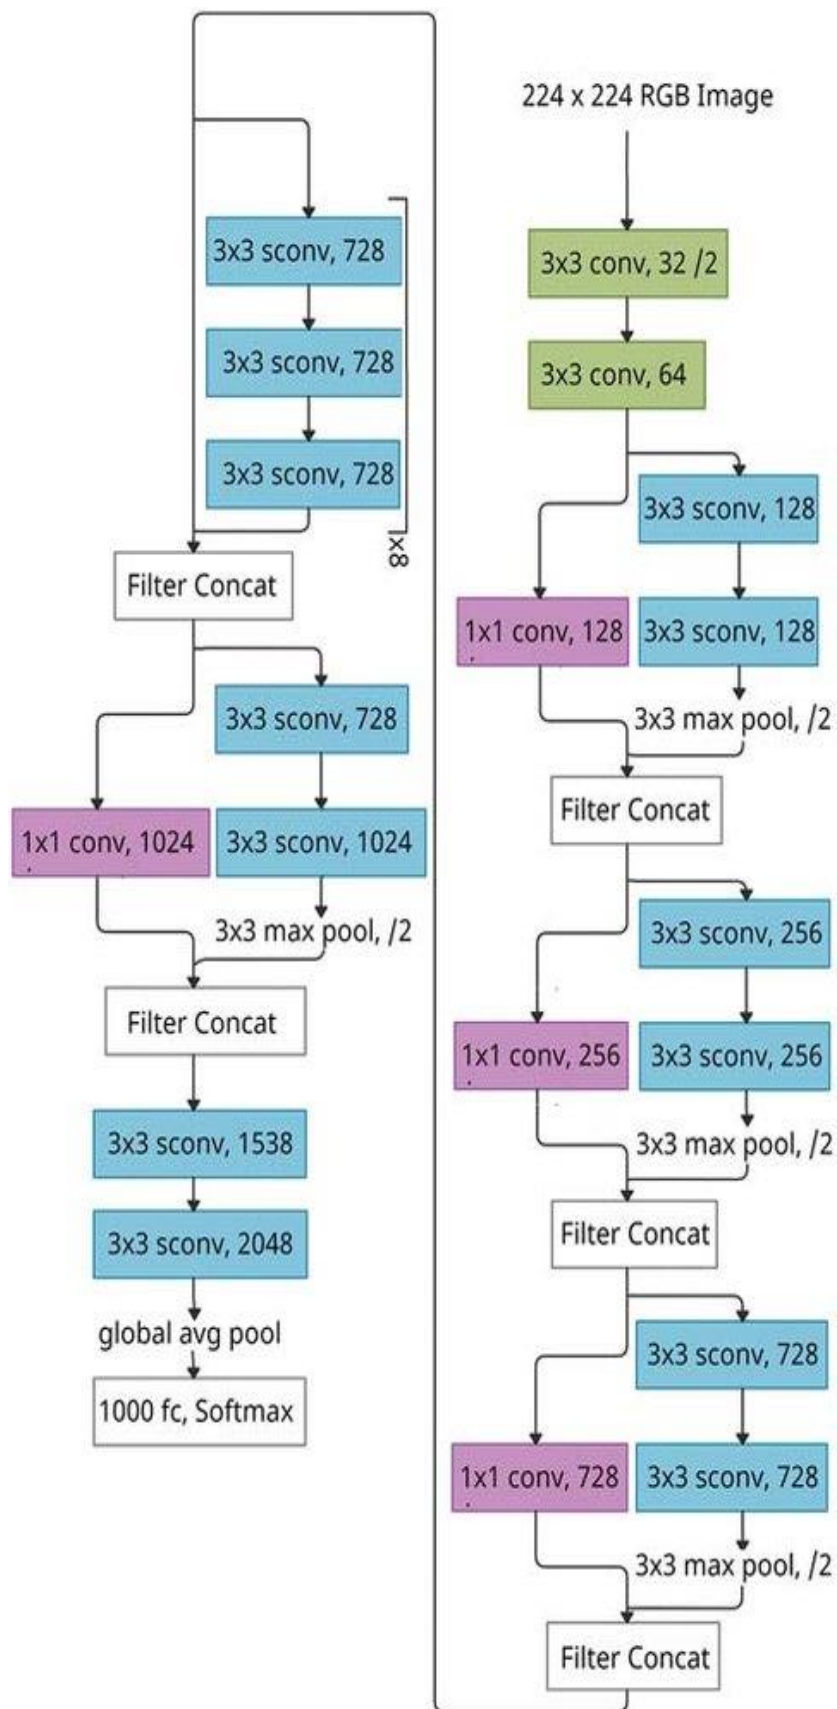 224 x 224 RGB Image
3x3 conv, 32 /2
3x3 conv, 64
3x3 sconv, 128
1x1 conv, 128
3x3 sconv, 128
3x3 max pool, /2
Filter Concat
3x3 sconv, 256
1x1 conv, 256
3x3 sconv, 256
3x3 max pool, /2
Filter Concat
3x3 sconv, 728
1x1 conv, 728
3x3 sconv, 728
3x3 max pool, /2
Filter Concat
3x3 sconv, 728
3x3 sconv, 728
3x3 sconv, 728
x8
Filter Concat
3x3 sconv, 728
1x1 conv, 1024
3x3 sconv, 1024
3x3 max pool, /2
Filter Concat
3x3 sconv, 1538
3x3 sconv, 2048
global avg pool
1000 fc, Softmax